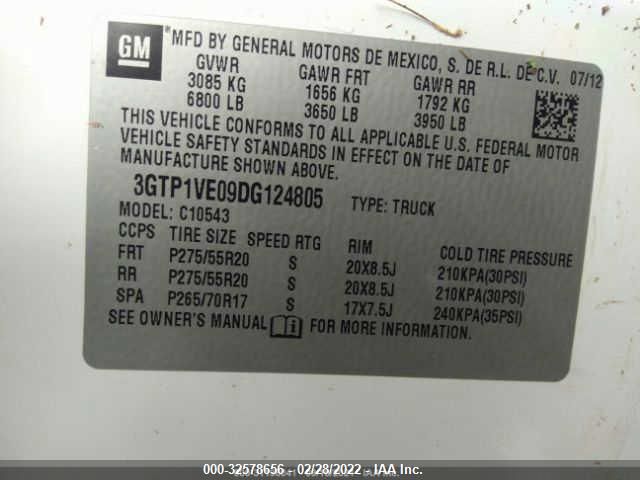 GM
*MFD BY GENERAL MOTORS DE MEXICO, S. DE R.L. DE C.V. 07/12
GVWR GAWR FRT GAWR RR
3085 KG 1656 KG 1792 KG
6800 LB 3650 LB 3950 LB
THIS VEHICLE CONFORMS TO ALL APPLICABLE U.S. FEDERAL MOTOR
VEHICLE SAFETY STANDARDS IN EFFECT ON THE DATE OF
MANUFACTURE SHOWN ABOVE.
3GTP1VE09DG124805 TYPE: TRUCK
MODEL: C10543
CCPS TIRE SIZE SPEED RTG RIM COLD TIRE PRESSURE
FRT P275/55R20 S 20X8.5J 210KPA(30PSI)
RR P275/55R20 S 20X8.5J 210KPA(30PSI)
SPA P265/70R17 S 17X7.5J 240KPA(35PSI)
SEE OWNER'S MANUAL FOR MORE INFORMATION.
000-32578656 - 02/28/2022 - IAA Inc.